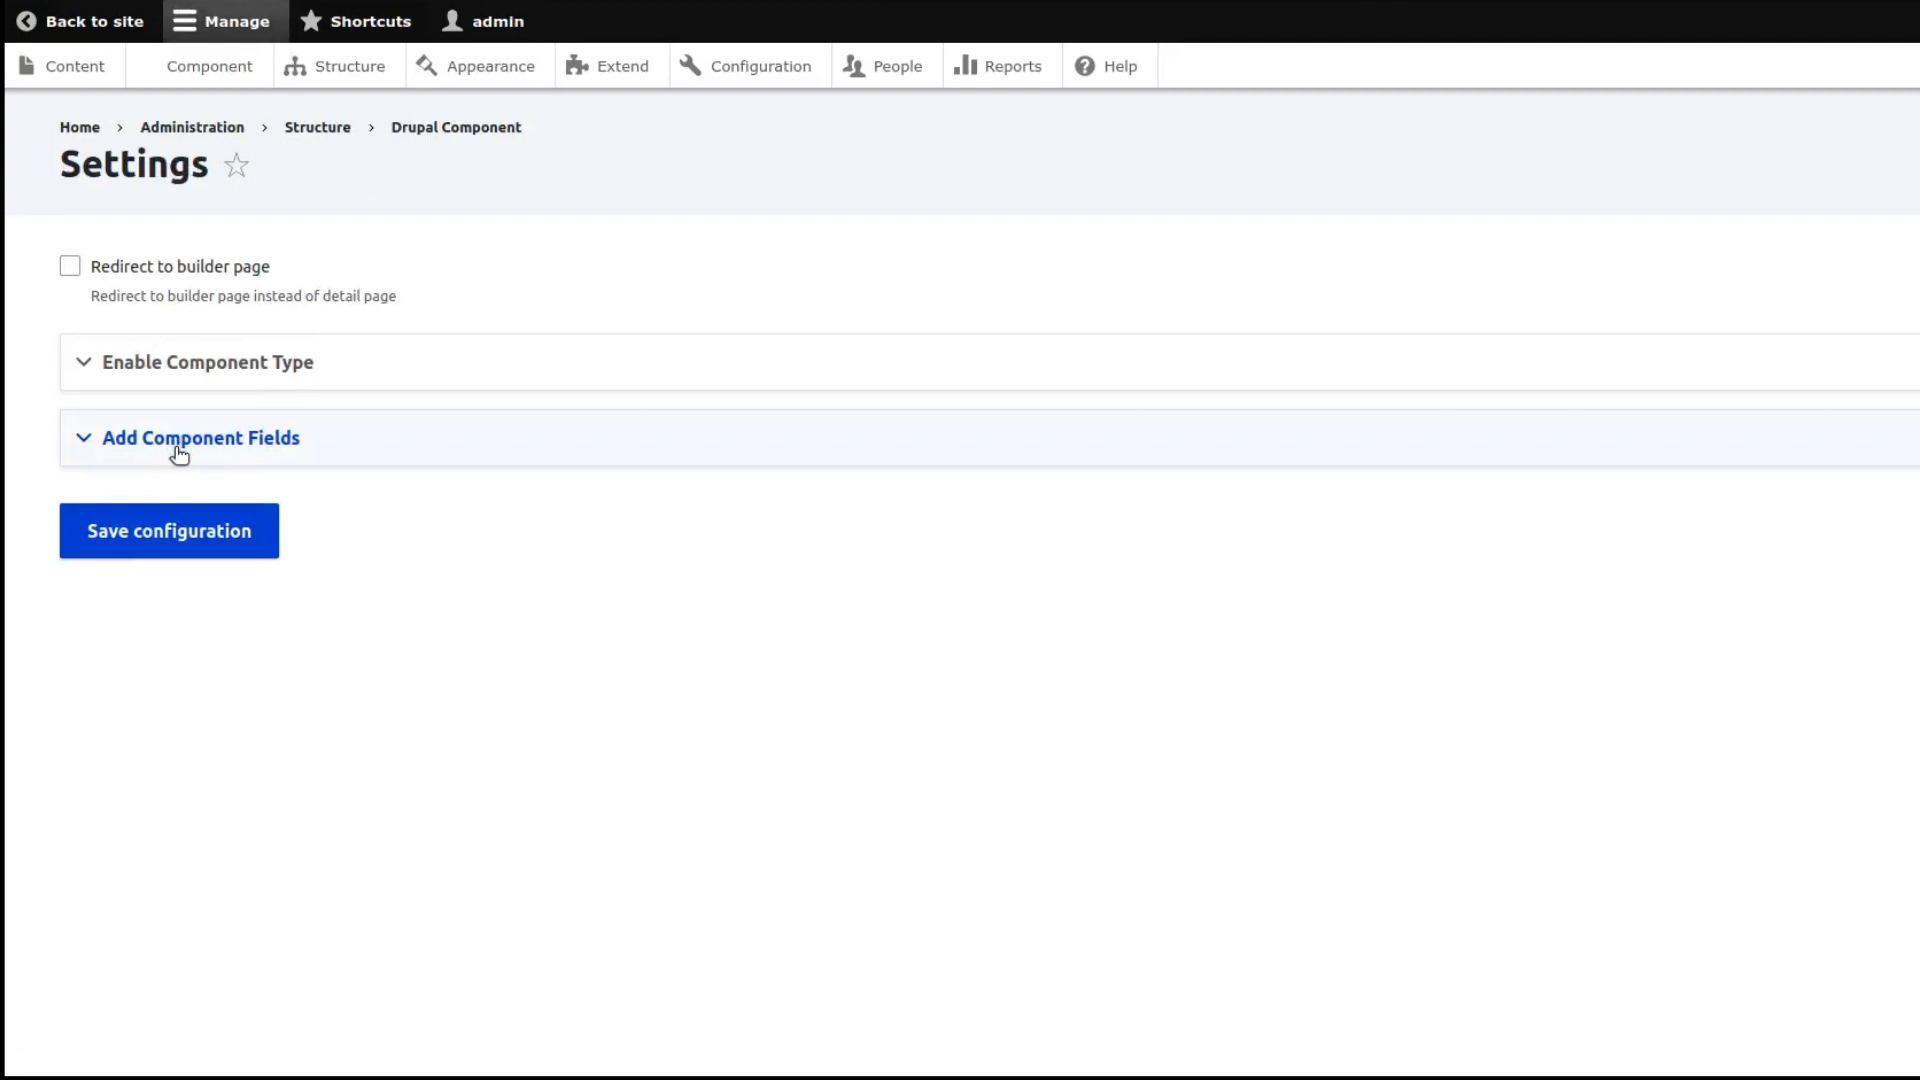 Back to site Manage Shortcuts admin
Content Component Structure Appearance Extend Configuration People Reports Help
Home › Administration › Structure › Drupal Component
Settings
Redirect to builder page
Redirect to builder page instead of detail page
Enable Component Type
Add Component Fields
Save configuration